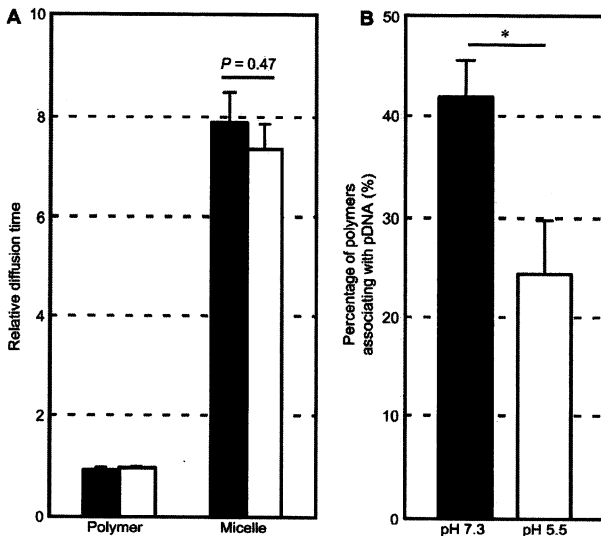 A
10
8
6
4
2
0
Relative diffusion time
P = 0.47
Polymer
Micelle
B
50
40
30
20
10
0
Percentage of polymers
associating with pDNA (%)
*
pH 7.3
pH 5.5